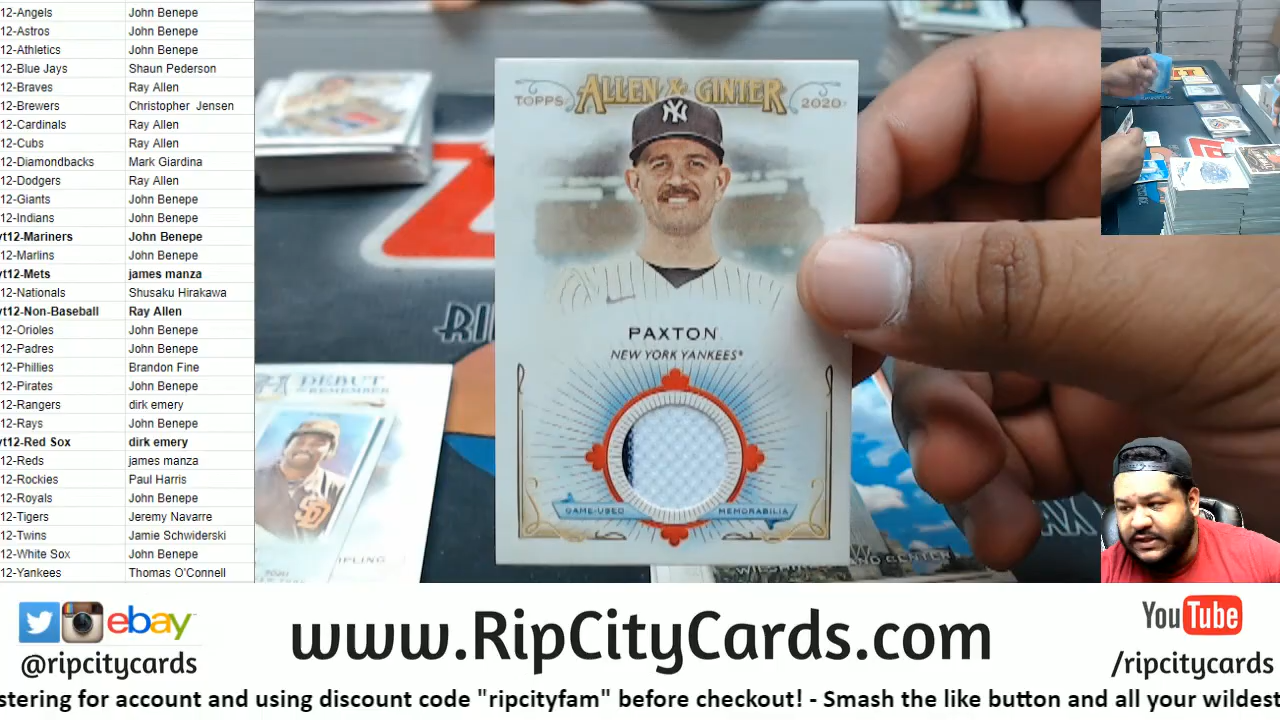 12-Angels John Benepe
12-Astros John Benepe
12-Athletics John Benepe
12-Blue Jays Shaun Pederson
12-Braves Ray Allen
12-Brewers Christopher Jensen
12-Cardinals Ray Allen
12-Cubs Ray Allen
12-Diamondbacks Mark Giardina
12-Dodgers Ray Allen
12-Giants John Benepe
12-Indians John Benepe
t12-Mariners John Benepe
12-Marlins John Benepe
t12-Mets james manza
12-Nationals Shusaku Hirakawa
t12-Non-Baseball Ray Allen
12-Orioles John Benepe
12-Padres John Benepe
12-Phillies Brandon Fine
12-Pirates John Benepe
12-Rangers dirk emery
12-Rays John Benepe
t12-Red Sox dirk emery
12-Reds james manza
12-Rockies Paul Harris
12-Royals John Benepe
12-Tigers Jeremy Navarre
12-Twins Jamie Schwiderski
12-White Sox John Benepe
12-Yankees Thomas O'Connell
TOPPS ALLEN & GINTER 2020
NY
PAXTON
NEW YORK YANKEES
GAME-USED MEMORABILIA
DEBUT
REMEMBER
SD
ebay
@ripcitycards
www.RipCityCards.com
YouTube
/ripcitycards
stering for account and using discount code "ripcityfam" before checkout! - Smash the like button and all your wildest